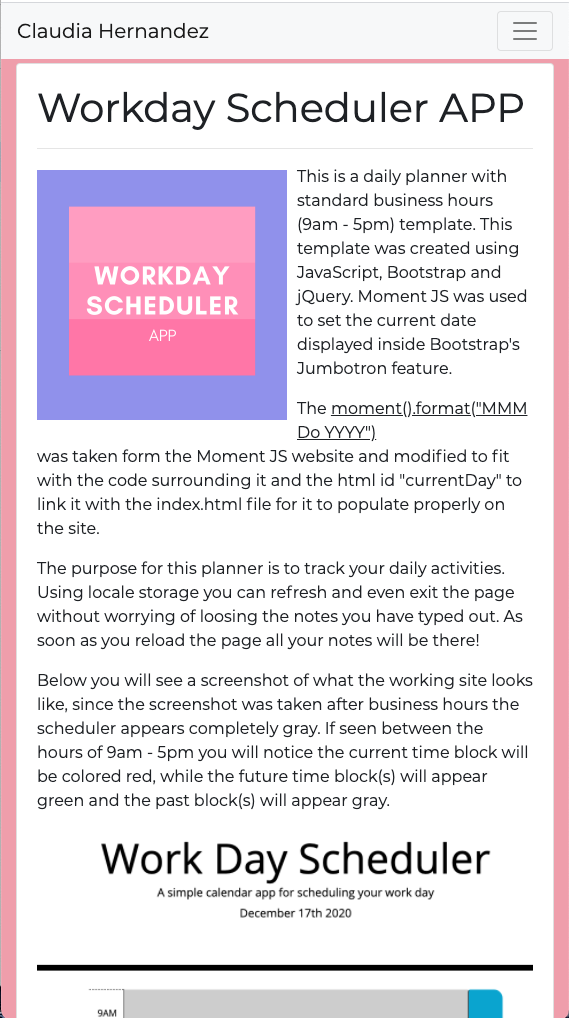 Claudia Hernandez
Workday Scheduler APP
WORKDAY
SCHEDULER
APP
This is a daily planner with
standard business hours
(9am - 5pm) template. This
template was created using
JavaScript, Bootstrap and
jQuery. Moment JS was used
to set the current date
displayed inside Bootstrap's
Jumbotron feature.
The moment().format("MMM
Do YYYY")
was taken form the Moment JS website and modified to fit
with the code surrounding it and the html id "currentDay" to
link it with the index.html file for it to populate properly on
the site.
The purpose for this planner is to track your daily activities.
Using locale storage you can refresh and even exit the page
without worrying of loosing the notes you have typed out. As
soon as you reload the page all your notes will be there!
Below you will see a screenshot of what the working site looks
like, since the screenshot was taken after business hours the
scheduler appears completely gray. If seen between the
hours of 9am - 5pm you will notice the current time block will
be colored red, while the future time block(s) will appear
green and the past block(s) will appear gray.
Work Day Scheduler
A simple calendar app for scheduling your work day
December 17th 2020
9AM